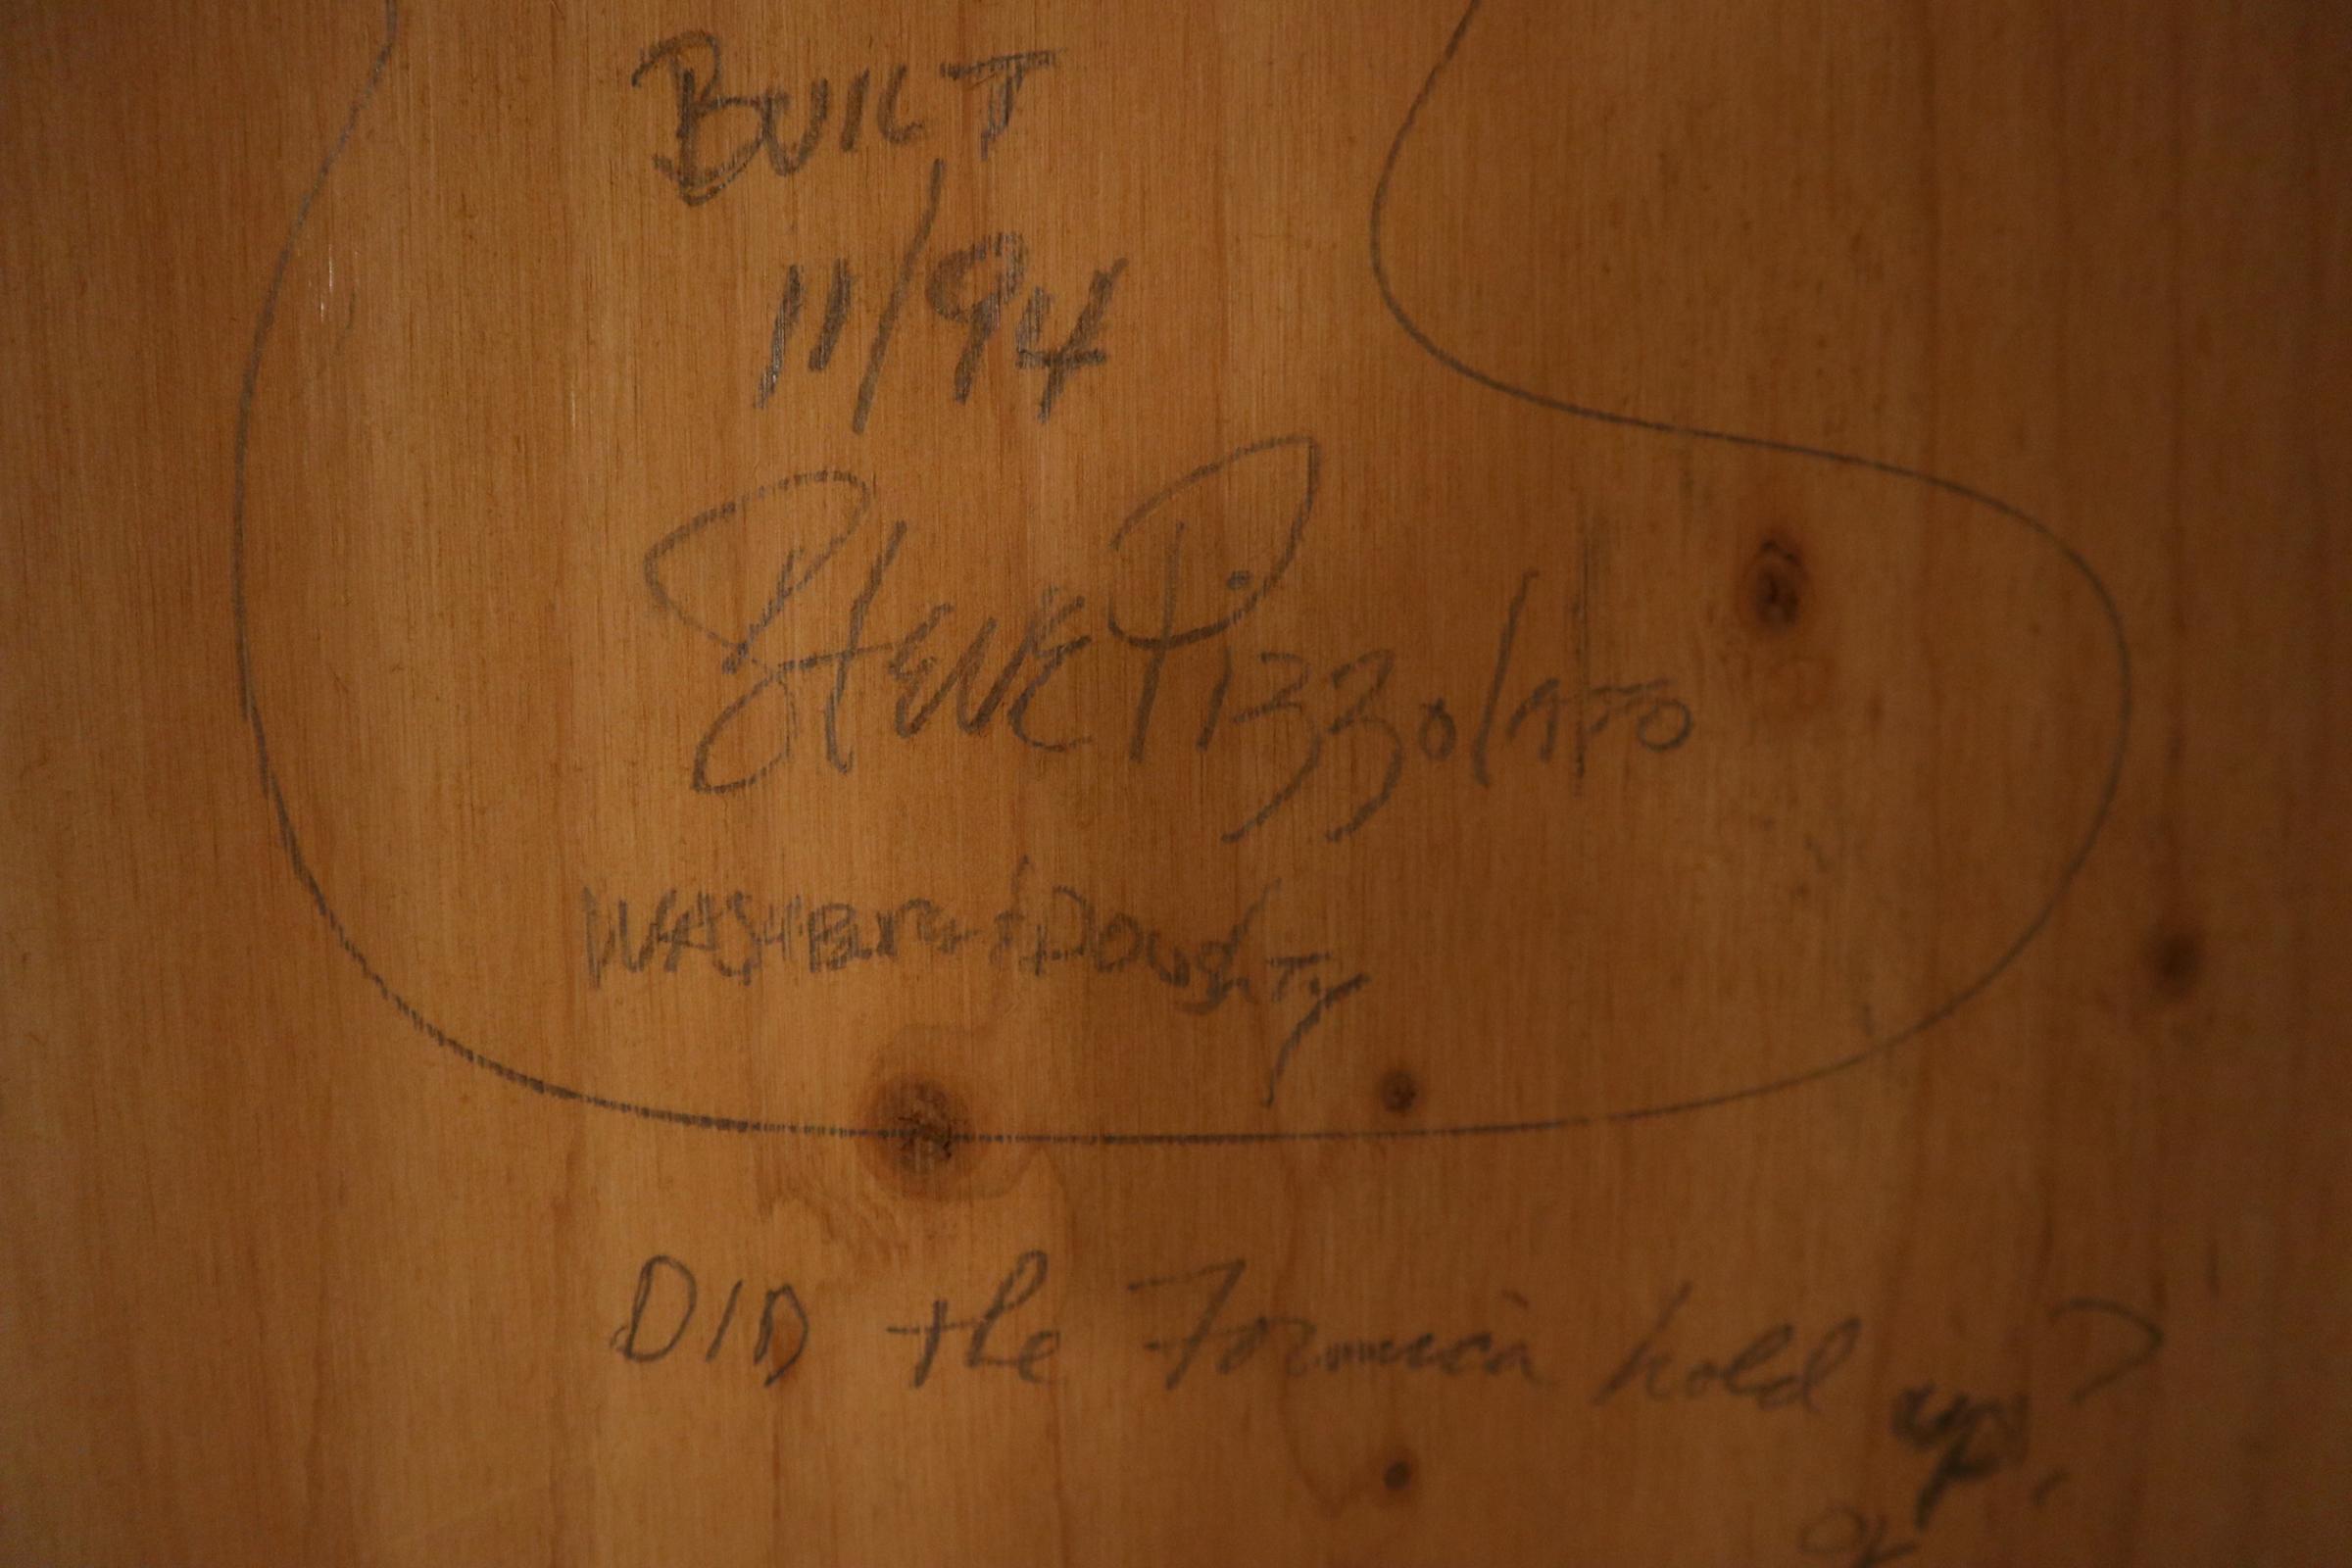 BUILT
11/94
Steve Pizzolato
WASHBURN & Doughty
DID the Formica hold up?